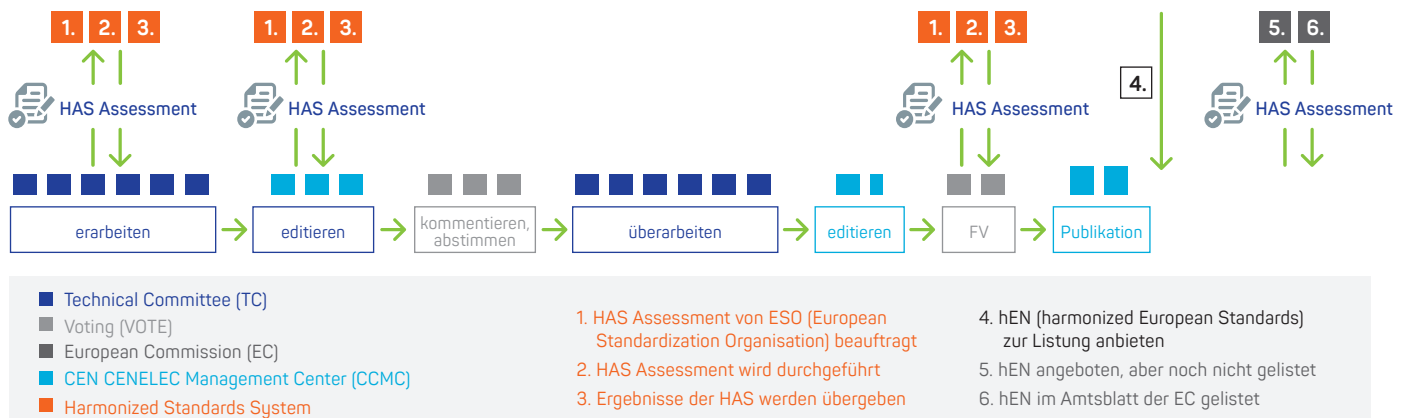 1. 2. 3.
1. 2. 3.
1. 2. 3.
5. 6.
4.
HAS Assessment
HAS Assessment
HAS Assessment
HAS Assessment
erarbeiten
editieren
kommentieren,
abstimmen
überarbeiten
editieren
FV
Publikation
Technical Committee (TC)
Voting (VOTE)
European Commission (EC)
CEN CENELEC Management Center (CCMC)
Harmonized Standards System
1. HAS Assessment von ESO (European
Standardization Organisation) beauftragt
2. HAS Assessment wird durchgeführt
3. Ergebnisse der HAS werden übergeben
4. hEN (harmonized European Standards)
zur Listung anbieten
5. hEN angeboten, aber noch nicht gelistet
6. hEN im Amtsblatt der EC gelistet